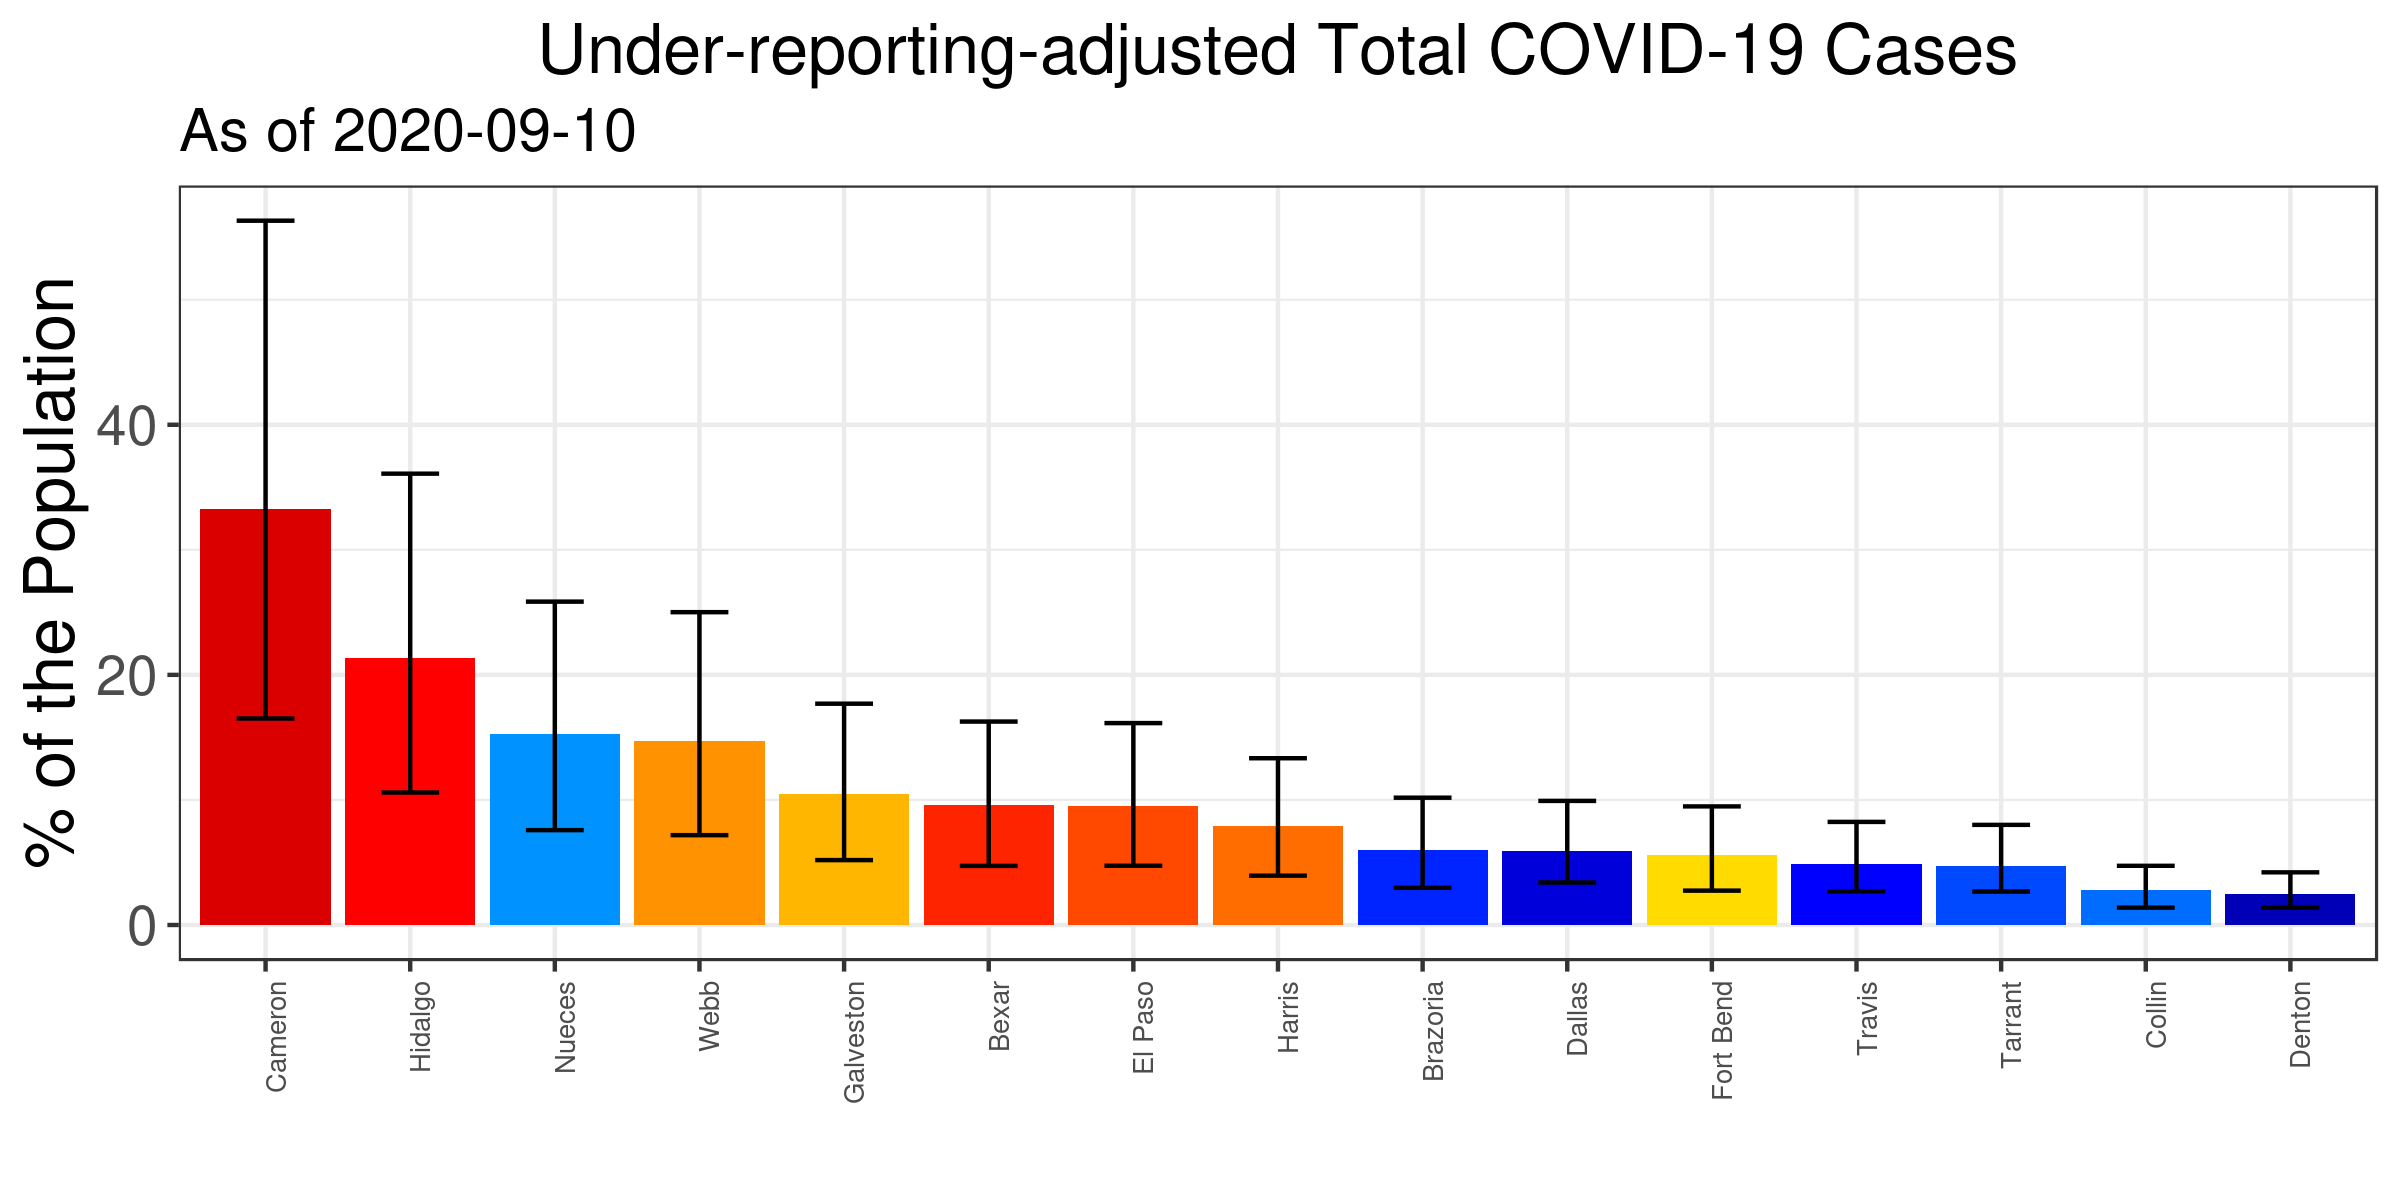 Under-reporting-adjusted Total COVID-19 Cases
As of 2020-09-10
% of the Population
40
20
0
Cameron
Hidalgo
Nueces
Webb
Galveston
Bexar
El Paso
Harris
Brazoria
Dallas
Fort Bend
Travis
Tarrant
Collin
Denton